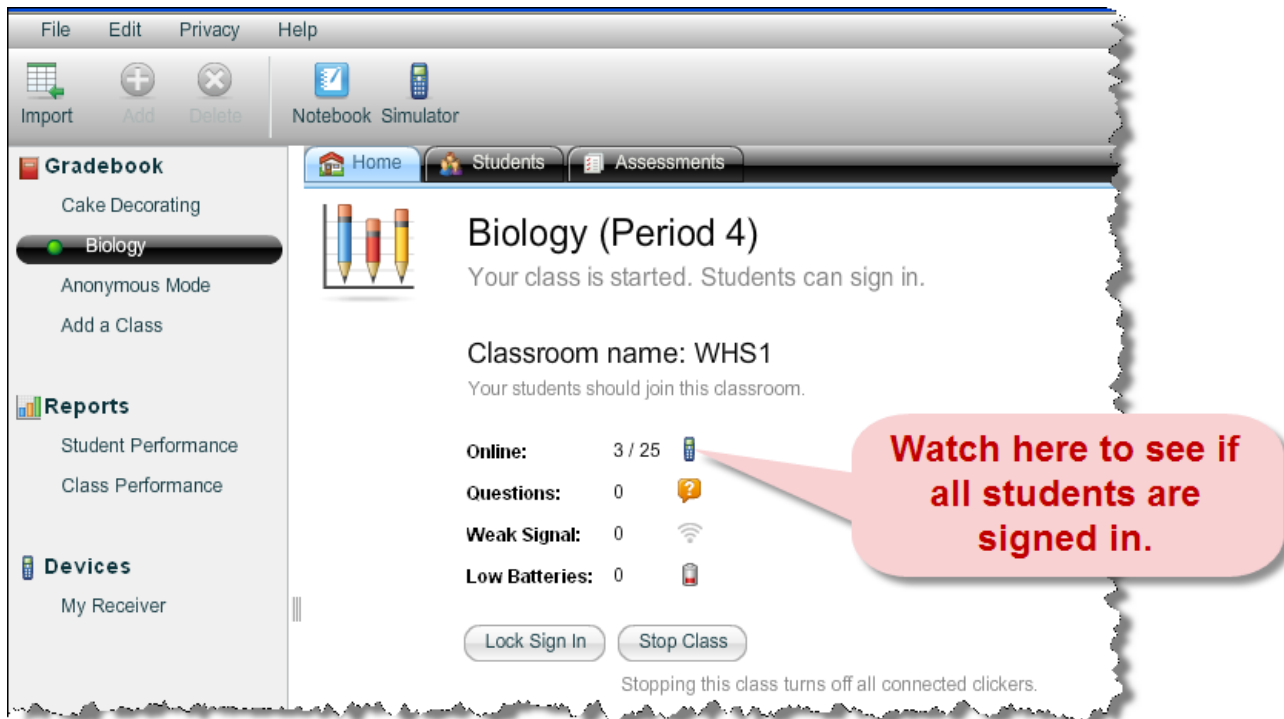 File Edit Privacy Help
Import Add Delete Notebook Simulator
Gradebook
Cake Decorating
Biology
Anonymous Mode
Add a Class
Reports
Student Performance
Class Performance
Devices
My Receiver
Home Students Assessments
Biology (Period 4)
Your class is started. Students can sign in.
Classroom name: WHS1
Your students should join this classroom.
Online: 3 / 25
Questions: 0
Weak Signal: 0
Low Batteries: 0
Lock Sign In Stop Class
Stopping this class turns off all connected clickers.
Watch here to see if
all students are
signed in.